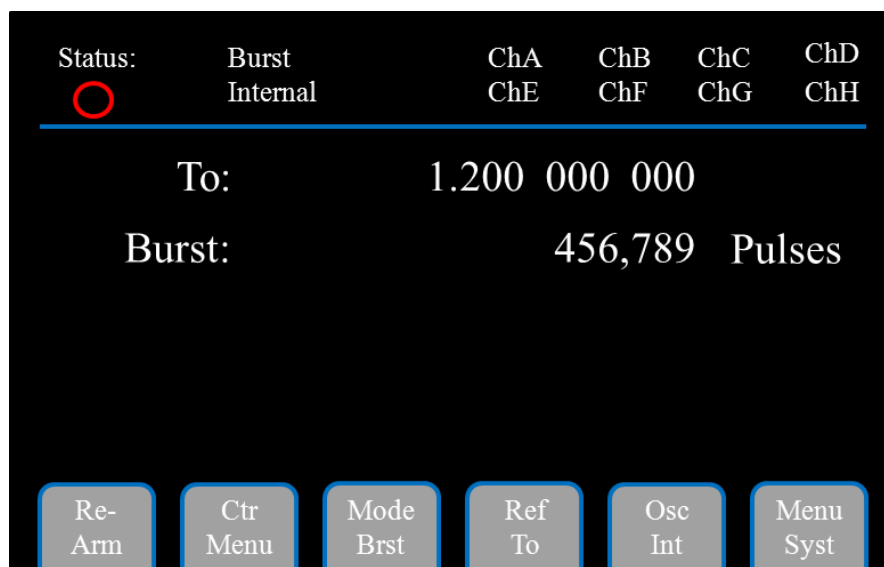 Status: Burst ChA ChB ChC ChD
Internal ChE ChF ChG ChH
To: 1.200 000 000
Burst: 456,789 Pulses
Re- Ctr Mode Ref Osc Menu
Arm Menu Brst To Int Syst